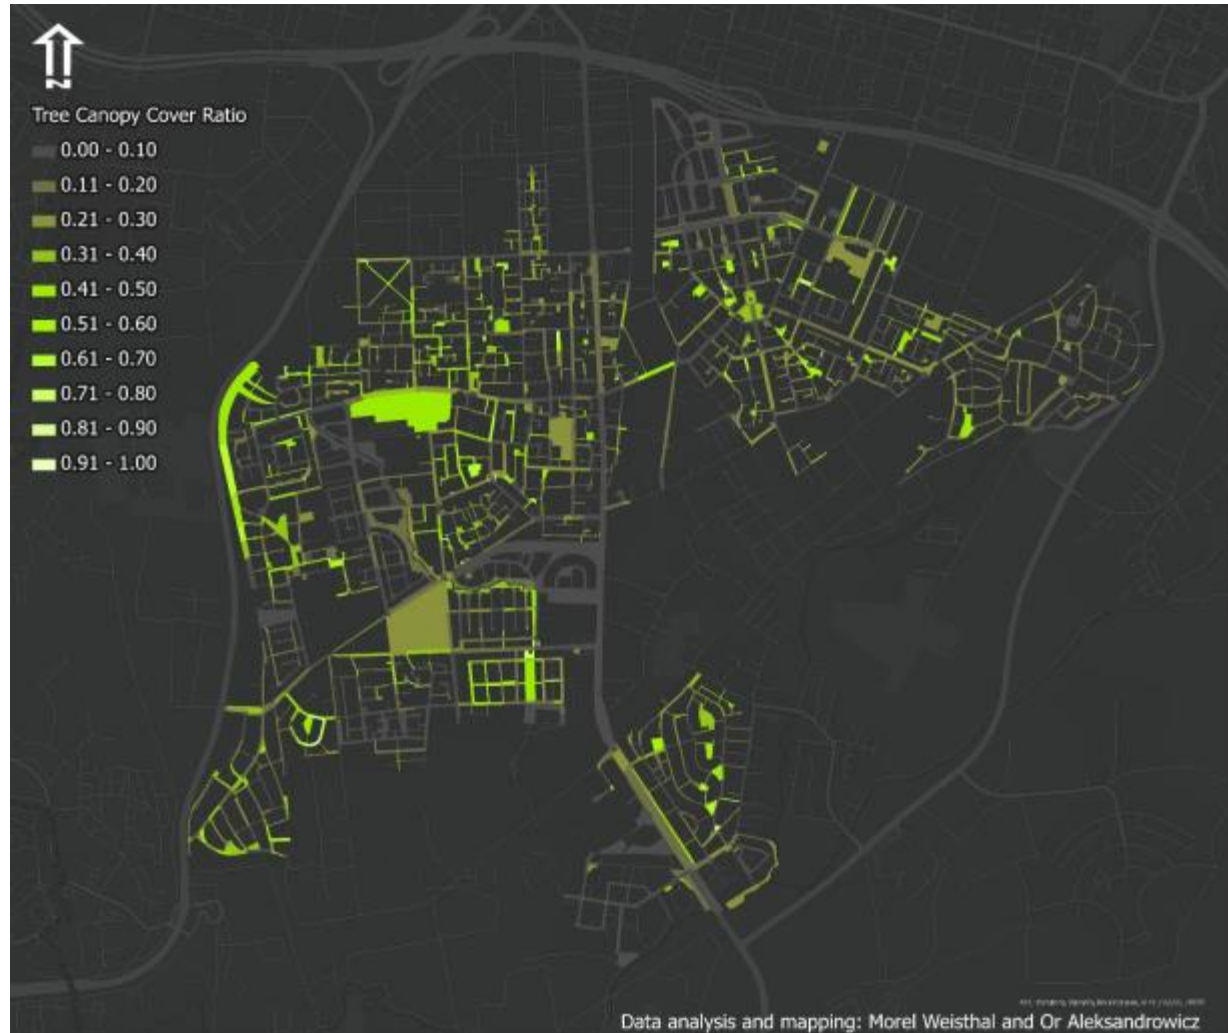 N
Tree Canopy Cover Ratio
0.00 - 0.10
0.11 - 0.20
0.21 - 0.30
0.31 - 0.40
0.41 - 0.50
0.51 - 0.60
0.61 - 0.70
0.71 - 0.80
0.81 - 0.90
0.91 - 1.00
Data analysis and mapping: Morel Weisthal and Or Aleksandrowicz